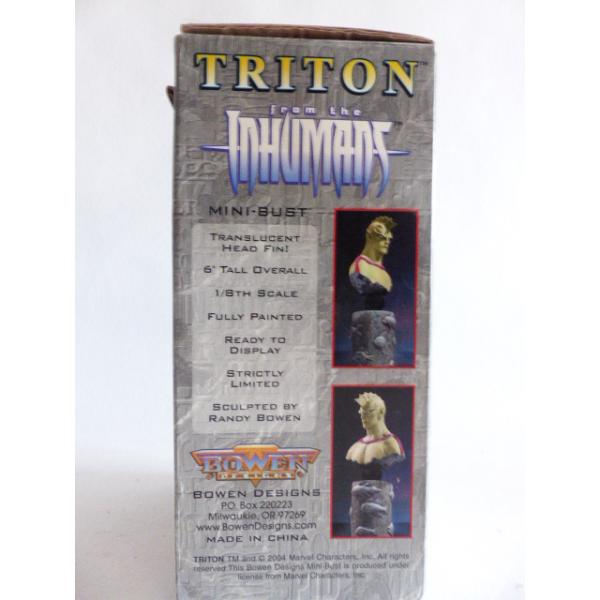 TRITON™
from the
INHUMANS™
MINI-BUST
TRANSLUCENT
HEAD FIN!
6" TALL OVERALL
1/8TH SCALE
FULLY PAINTED
READY TO
DISPLAY
STRICTLY
LIMITED
SCULPTED BY
RANDY BOWEN
BOWEN
DESIGNS
BOWEN DESIGNS
P.O. Box 220223
Milwaukie, OR 97269
www.BowenDesigns.com
MADE IN CHINA
TRITON TM and © 2004 Marvel Characters, Inc. All rights
reserved. This Bowen Designs Mini-Bust is produced under
license from Marvel Characters, Inc.